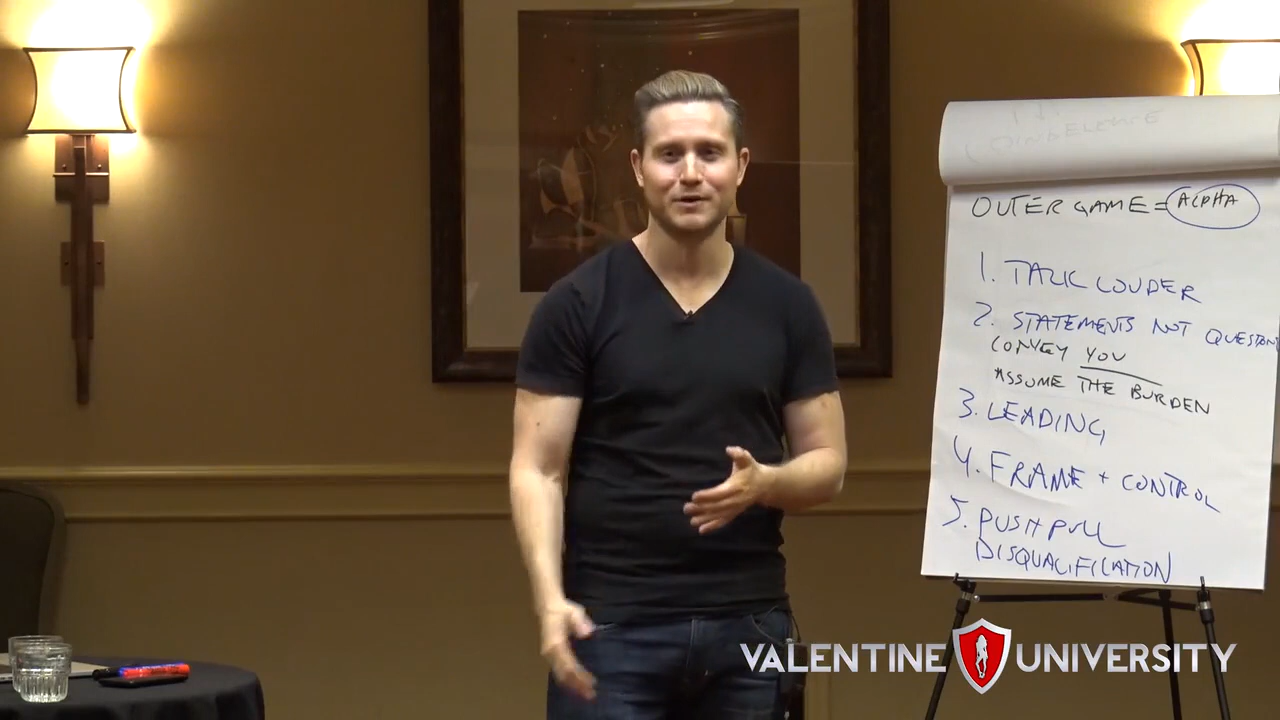 OUTER GAME = ALPHA
1. TALK LOUDER
2. STATEMENTS NOT QUESTION
CONVEY YOU
ASSUME THE BURDEN
3. LEADING
4. FRAME + CONTROL
5. PUSH PULL
DISQUALIFICATION
VALENTINE UNIVERSITY